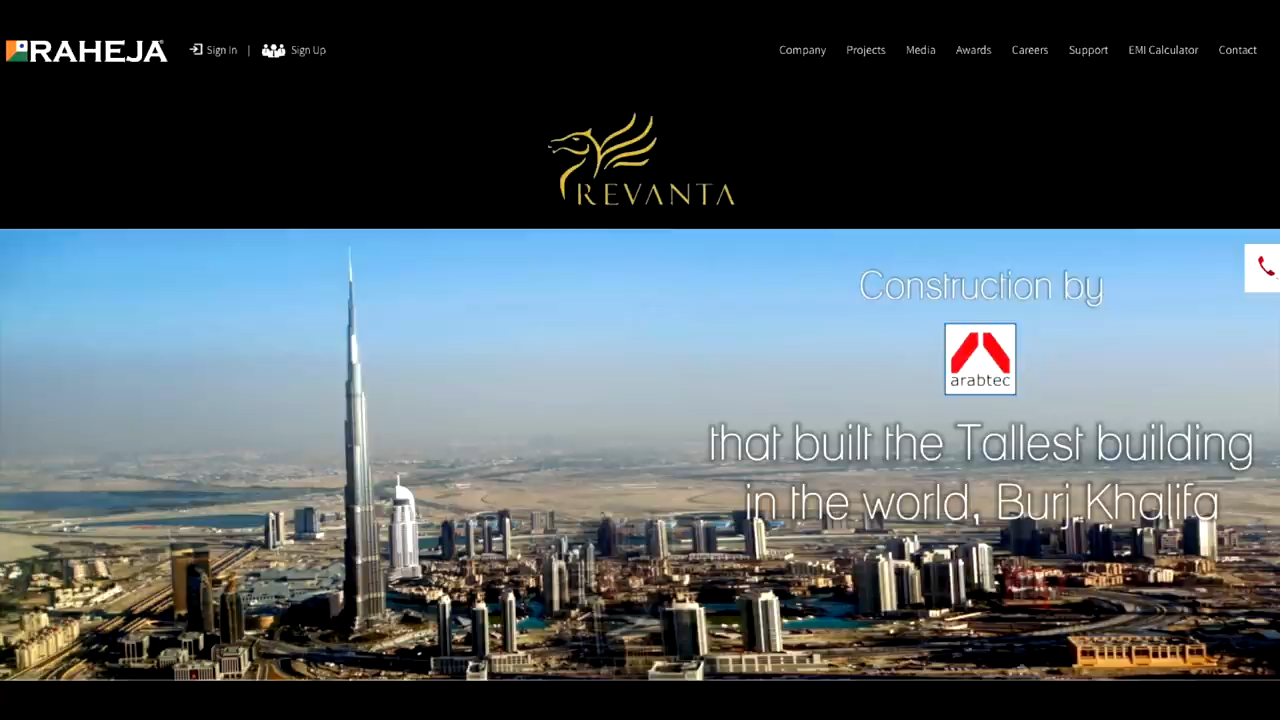 RAHEJA
Sign In | Sign Up
Company Projects Media Awards Careers Support EMI Calculator Contact
REVANTA
Construction by
arabtec
that built the Tallest building
in the world, Burj Khalifa